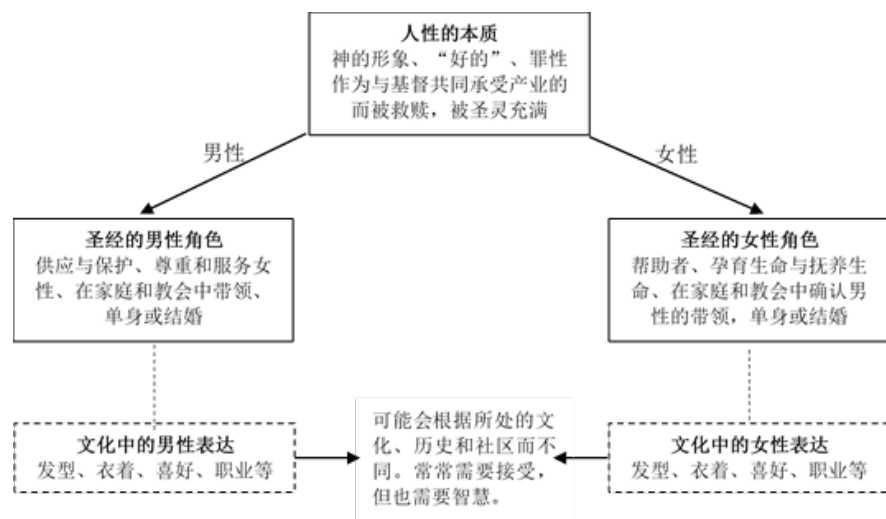 人性的本质
神的形象、“好的”、罪性
作为与基督共同承受产业的
而被救赎，被圣灵充满
男性
女性
圣经的男性角色
供应与保护、尊重和服务女
性、在家庭和教会中带领、
单身或结婚
圣经的女性角色
帮助者、孕育生命与抚养生
命、在家庭和教会中确认男
性的带领，单身或结婚
文化中的男性表达
发型、衣着、喜好、职业等
可能会根据所处的文
化、历史和社区而不
同。常常需要接受，
但也需要智慧。
文化中的女性表达
发型、衣着、喜好、职业等